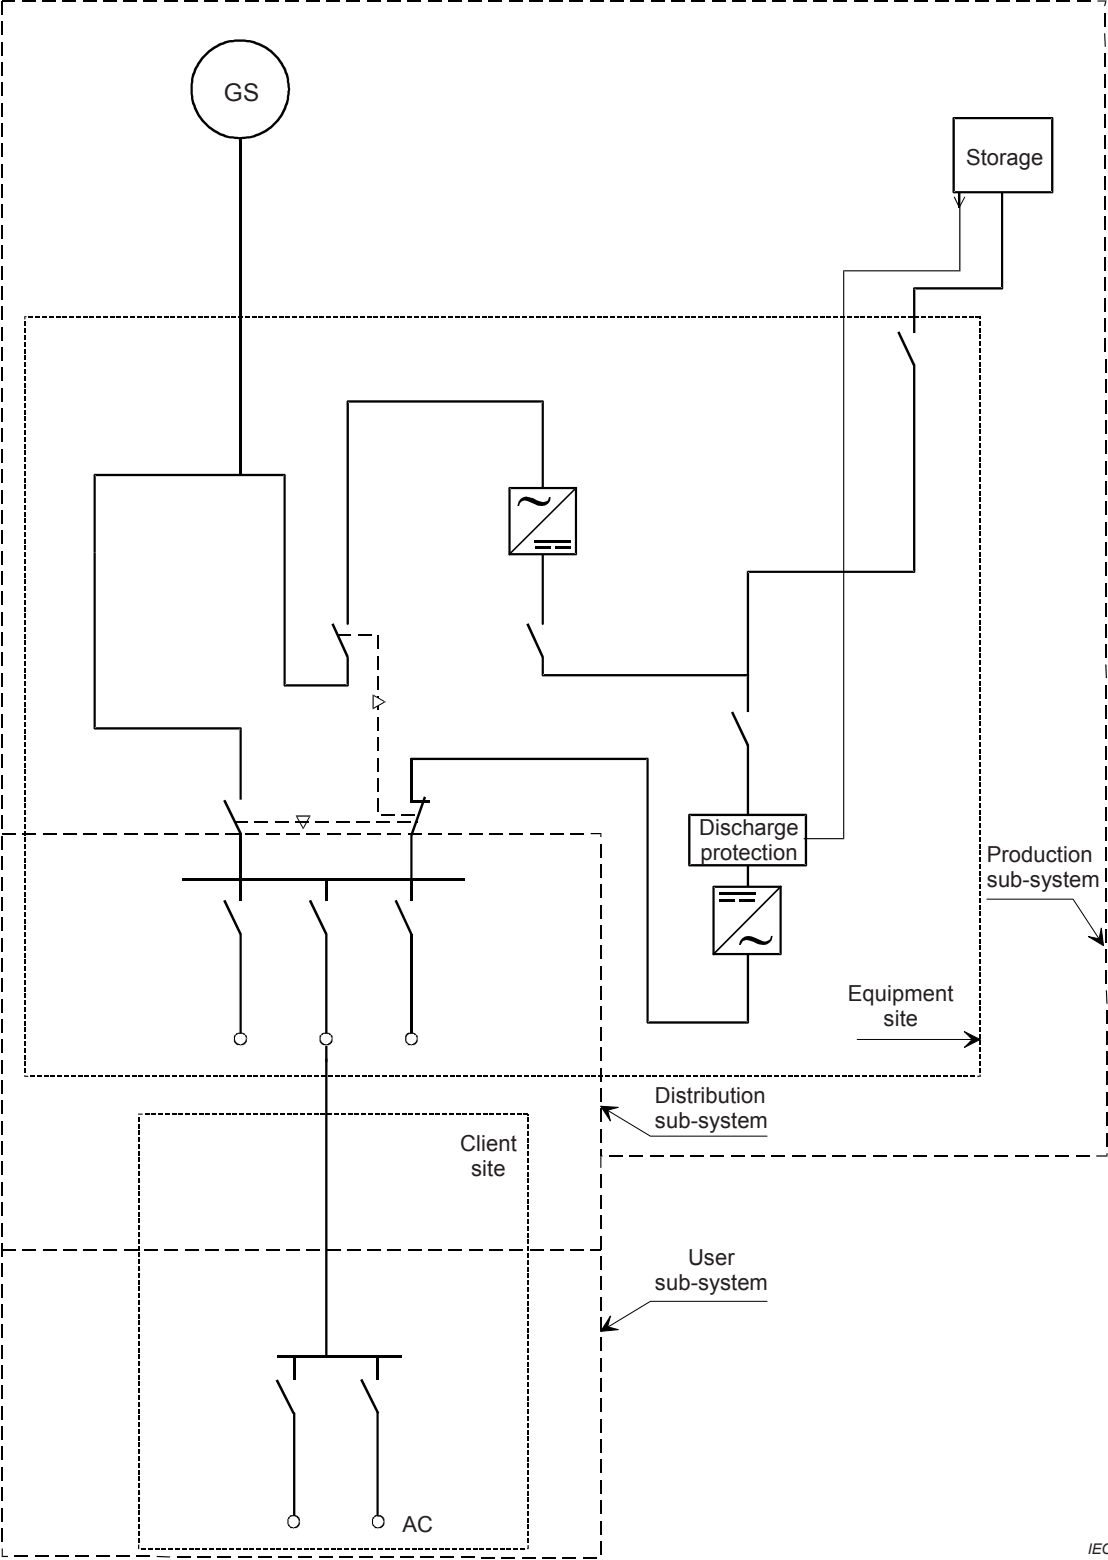 GS
Storage
Discharge
protection
Production
sub-system
Equipment
site
Distribution
sub-system
Client
site
User
sub-system
AC
IEC